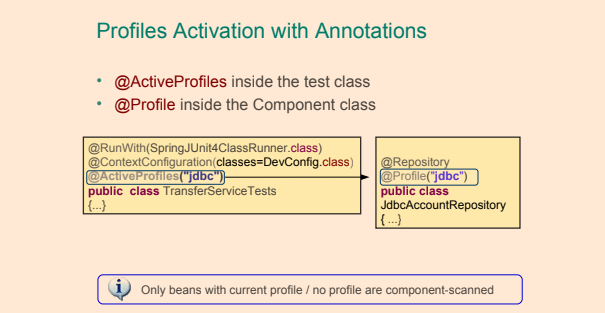 Profiles Activation with Annotations
• @ActiveProfiles inside the test class
• @Profile inside the Component class
@RunWith(SpringJUnit4ClassRunner.class)
@ContextConfiguration(classes=DevConfig.class)
@ActiveProfiles("jdbc")
public class TransferServiceTests
{...}
@Repository
@Profile("jdbc")
public class
JdbcAccountRepository
{ ...}
Only beans with current profile / no profile are component-scanned